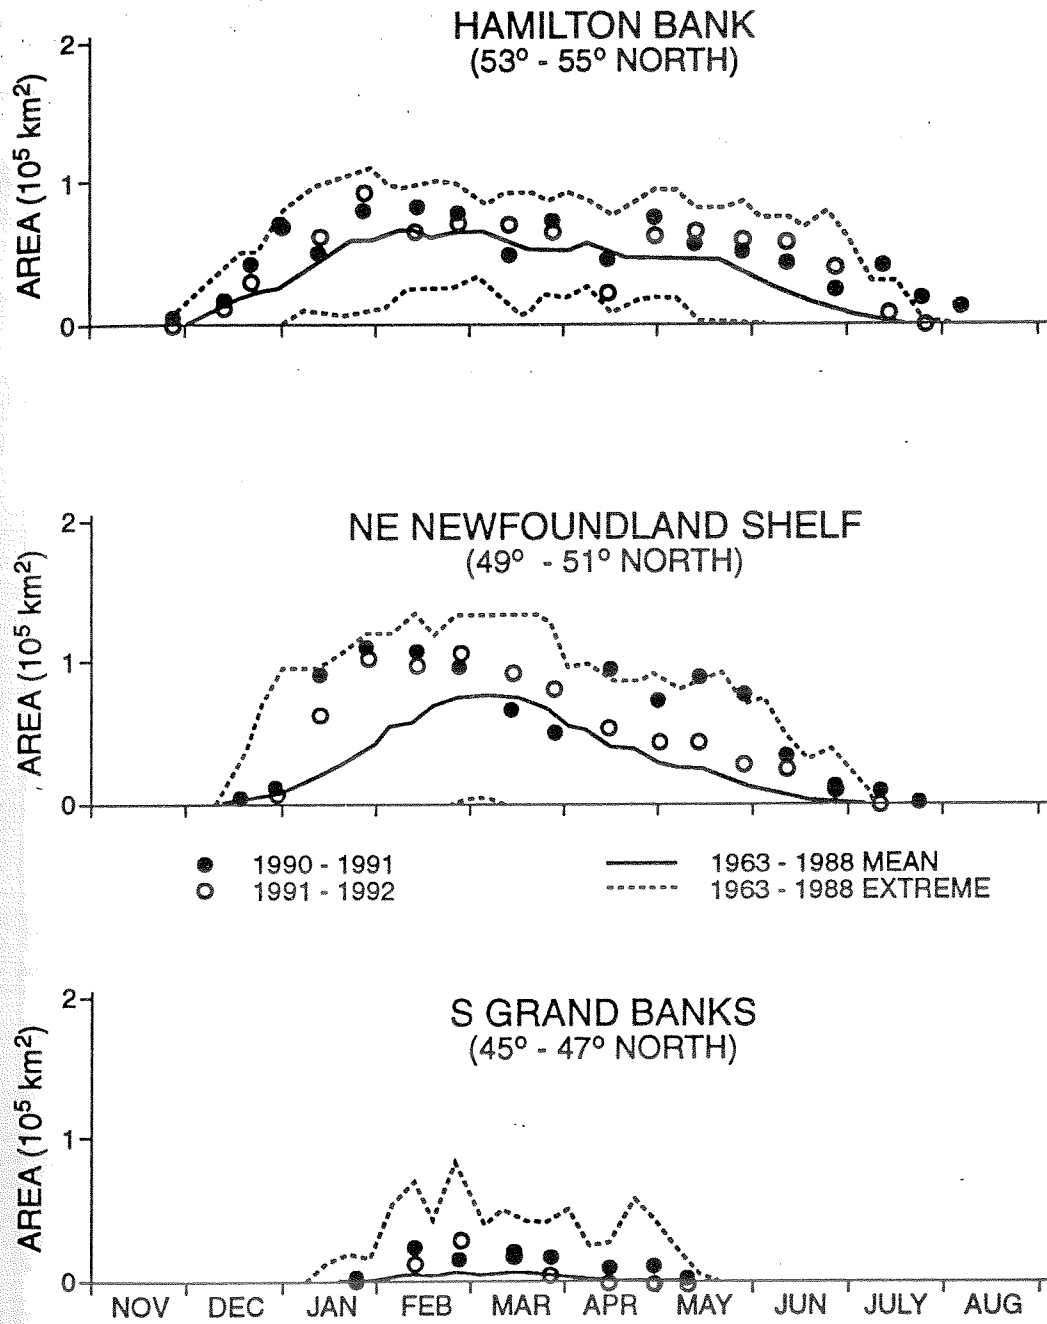 HAMILTON BANK
(53° - 55° NORTH)
AREA (10⁵ km²)
2
1
0
NE NEWFOUNDLAND SHELF
(49° - 51° NORTH)
AREA (10⁵ km²)
2
1
0
1990 - 1991
1963 - 1988 MEAN
1991 - 1992
1963 - 1988 EXTREME
S GRAND BANKS
(45° - 47° NORTH)
AREA (10⁵ km²)
2
1
0
NOV DEC JAN FEB MAR APR MAY JUN JULY AUG